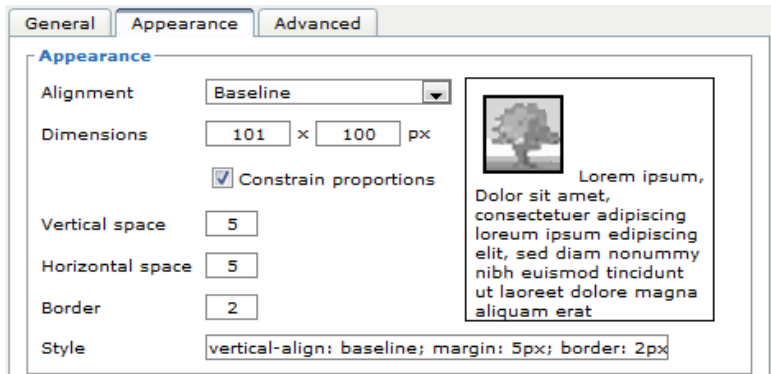 General Appearance Advanced
Appearance
Alignment Baseline
Dimensions 101 x 100 px
Constrain proportions
Vertical space 5
Horizontal space 5
Border 2
Style vertical-align: baseline; margin: 5px; border: 2px
Lorem ipsum,
Dolor sit amet,
consectetuer adipiscing
loreum ipsum edipiscing
elit, sed diam nonummy
nibh euismod tincidunt
ut laoreet dolore magna
aliquam erat